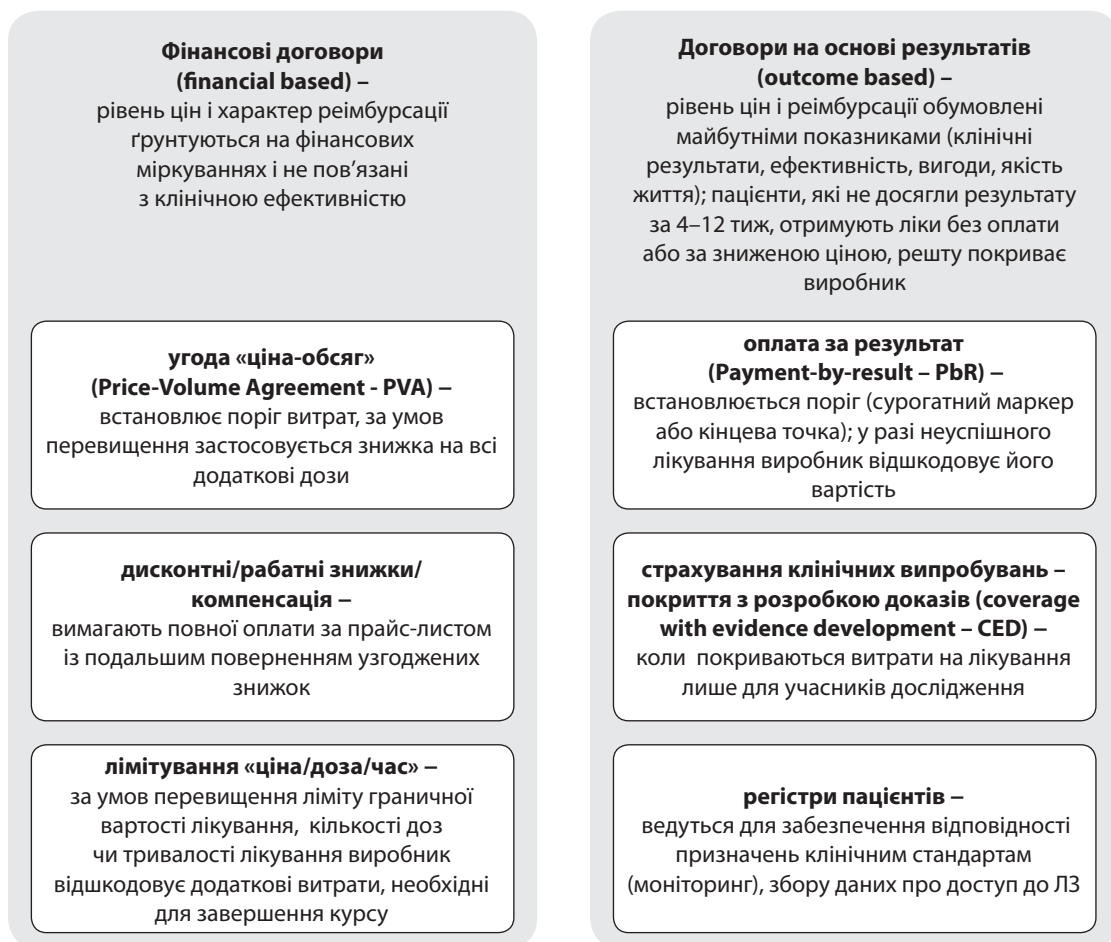 Фінансові договори
(financial based) –
рівень цін і характер реімбурсації
ґрунтуються на фінансових
міркуваннях і не пов’язані
з клінічною ефективністю
угода «ціна-обсяг»
(Price-Volume Agreement - PVA) –
встановлює поріг витрат, за умов
перевищення застосовується знижка на всі
додаткові дози
дисконтні/рабатні знижки/
компенсація –
вимагають повної оплати за прайс-листом
із подальшим поверненням узгоджених
знижок
лімітування «ціна/доза/час» –
за умов перевищення ліміту граничної
вартості лікування, кількості доз
чи тривалості лікування виробник
відшкодовує додаткові витрати, необхідні
для завершення курсу
Договори на основі результатів
(outcome based) –
рівень цін і реімбурсації обумовлені
майбутніми показниками (клінічні
результати, ефективність, вигоди, якість
життя); пацієнти, які не досягли результату
за 4–12 тиж, отримують ліки без оплати
або за зниженою ціною, решту покриває
виробник
оплата за результат
(Payment-by-result – PbR) –
встановлюється поріг (сурогатний маркер
або кінцева точка); у разі неуспішного
лікування виробник відшкодовує його
вартість
страхування клінічних випробувань –
покриття з розробкою доказів (coverage
with evidence development – CED) –
коли покриваються витрати на лікування
лише для учасників дослідження
регістри пацієнтів –
ведуться для забезпечення відповідності
призначень клінічним стандартам
(моніторинг), збору даних про доступ до ЛЗ